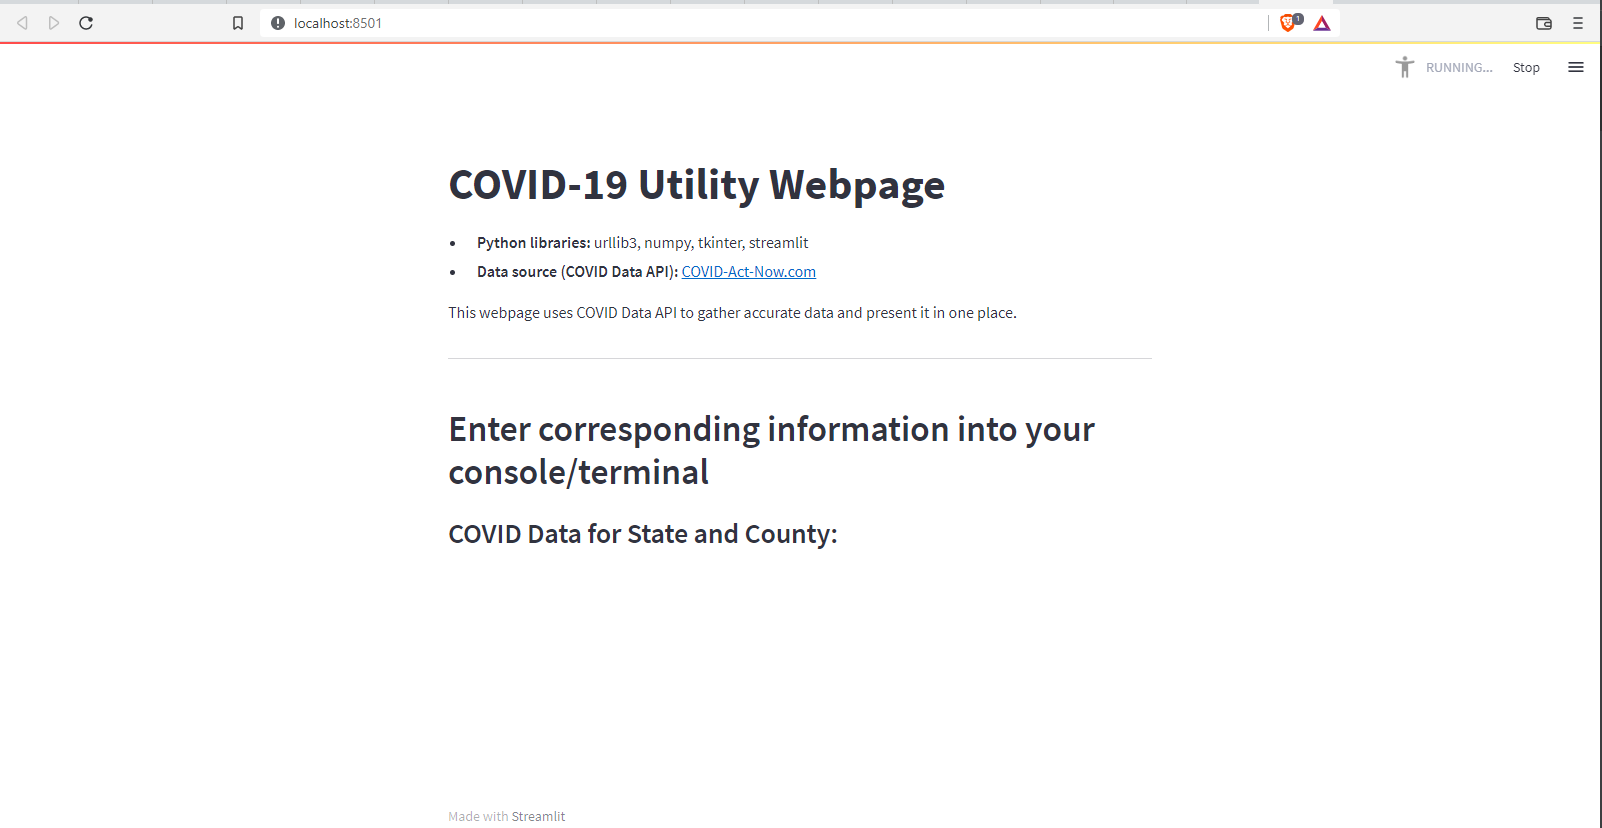 localhost:8501
1
RUNNING...
Stop
COVID-19 Utility Webpage
Python libraries: urllib3, numpy, tkinter, streamlit
Data source (COVID Data API): COVID-Act-Now.com
This webpage uses COVID Data API to gather accurate data and present it in one place.
Enter corresponding information into your
console/terminal
COVID Data for State and County:
Made with Streamlit